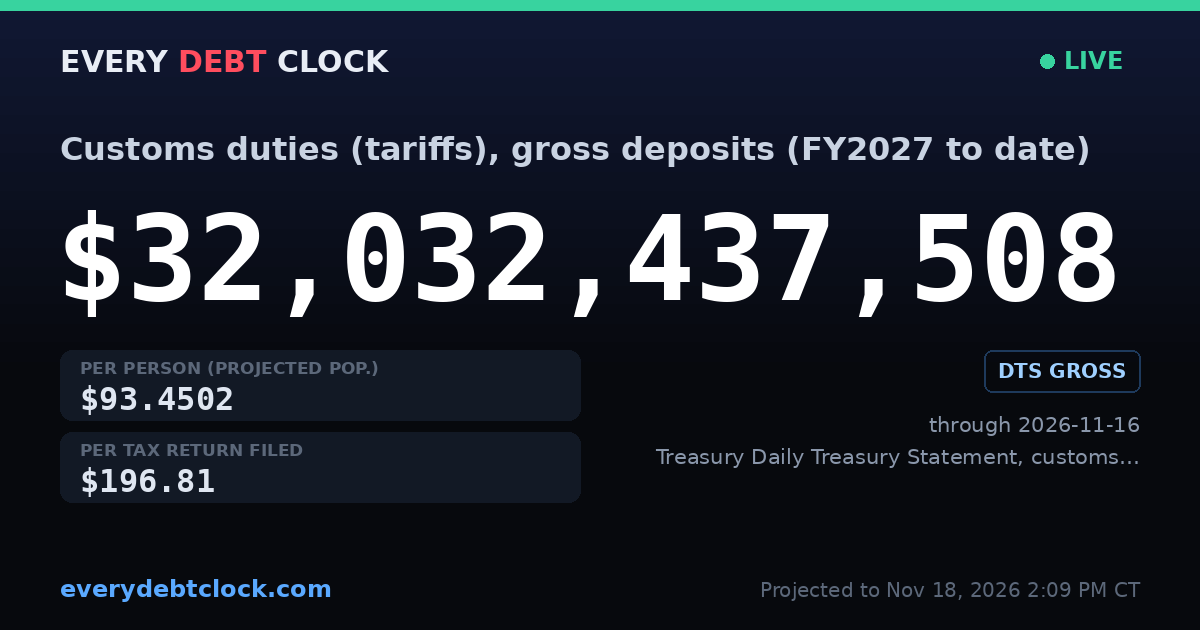 EVERY DEBT CLOCK
LIVE
Customs duties (tariffs), gross deposits (FY2027 to date)
$32,032,437,508
PER PERSON (PROJECTED POP.)
$93.4502
PER TAX RETURN FILED
$196.81
DTS GROSS
through 2026-11-16
Treasury Daily Treasury Statement, customs…
everydebtclock.com
Projected to Nov 18, 2026 2:09 PM CT